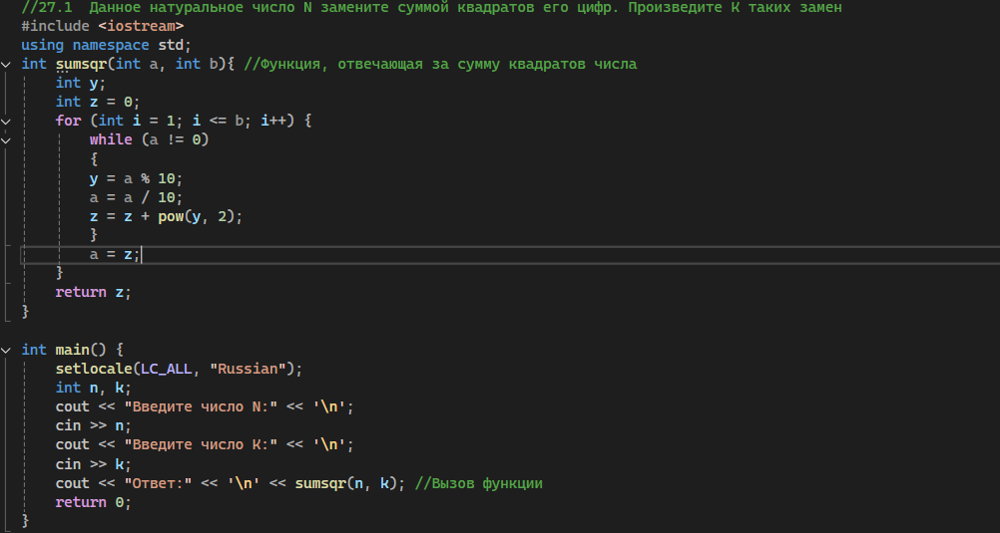 //27.1  Данное натуральное число N замените суммой квадратов его цифр. Произведите К таких замен
#include <iostream>
using namespace std;
int sumsqr(int a, int b){ //Функция, отвечающая за сумму квадратов числа
    int y;
    int z = 0;
    for (int i = 1; i <= b; i++) {
        while (a != 0)
        {
        y = a % 10;
        a = a / 10;
        z = z + pow(y, 2);
        }
        a = z;
    }
    return z;
}

int main() {
    setlocale(LC_ALL, "Russian");
    int n, k;
    cout << "Введите число N:" << '\n';
    cin >> n;
    cout << "Введите число К:" << '\n';
    cin >> k;
    cout << "Ответ:" << '\n' << sumsqr(n, k); //Вызов функции
    return 0;
}